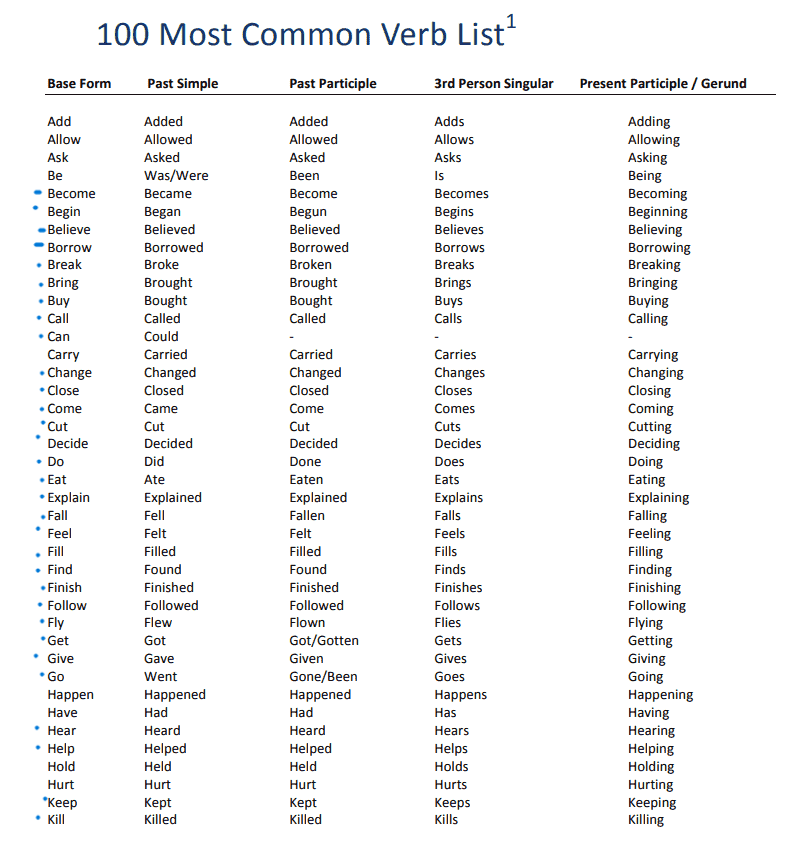 100 Most Common Verb List1
Base Form Past Simple Past Participle 3rd Person Singular Present Participle / Gerund
Add Added Added Adds Adding
Allow Allowed Allowed Allows Allowing
Ask Asked Asked Asks Asking
Be Was/Were Been Is Being
Become Became Become Becomes Becoming
Begin Began Begun Begins Beginning
Believe Believed Believed Believes Believing
Borrow Borrowed Borrowed Borrows Borrowing
Break Broke Broken Breaks Breaking
Bring Brought Brought Brings Bringing
Buy Bought Bought Buys Buying
Call Called Called Calls Calling
Can Could - - -
Carry Carried Carried Carries Carrying
Change Changed Changed Changes Changing
Close Closed Closed Closes Closing
Come Came Come Comes Coming
Cut Cut Cut Cuts Cutting
Decide Decided Decided Decides Deciding
Do Did Done Does Doing
Eat Ate Eaten Eats Eating
Explain Explained Explained Explains Explaining
Fall Fell Fallen Falls Falling
Feel Felt Felt Feels Feeling
Fill Filled Filled Fills Filling
Find Found Found Finds Finding
Finish Finished Finished Finishes Finishing
Follow Followed Followed Follows Following
Fly Flew Flown Flies Flying
Get Got Got/Gotten Gets Getting
Give Gave Given Gives Giving
Go Went Gone/Been Goes Going
Happen Happened Happened Happens Happening
Have Had Had Has Having
Hear Heard Heard Hears Hearing
Help Helped Helped Helps Helping
Hold Held Held Holds Holding
Hurt Hurt Hurt Hurts Hurting
Keep Kept Kept Keeps Keeping
Kill Killed Killed Kills Killing